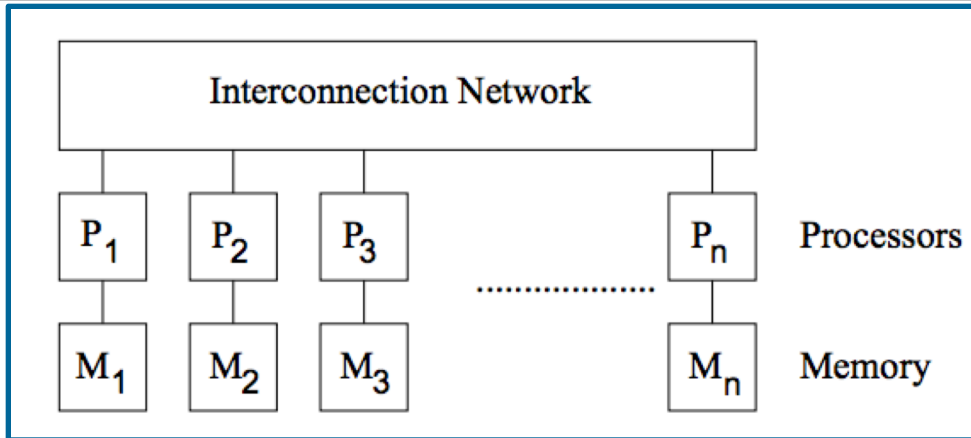 Interconnection Network
P1 P2 P3 Pn Processors
....................
M1 M2 M3 Mn Memory